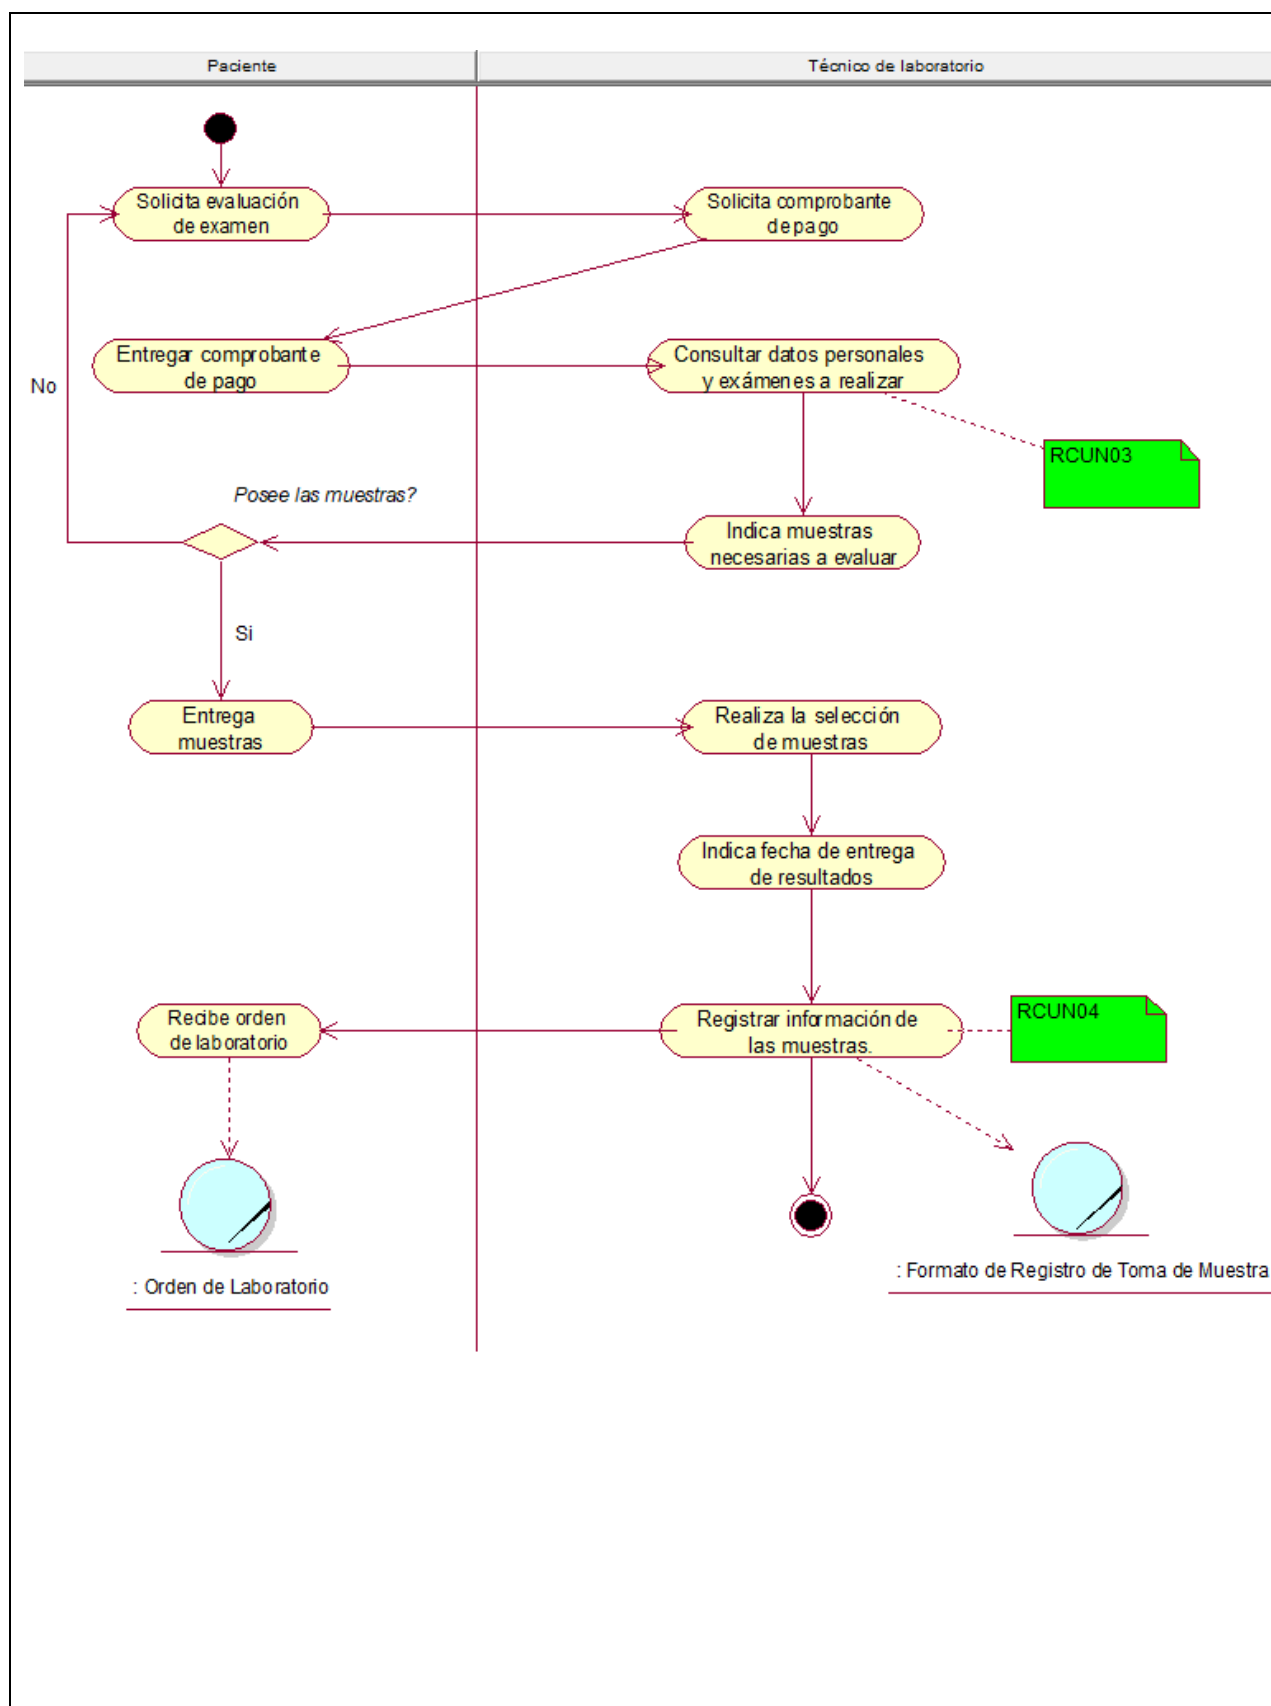 Paciente
Técnico de laboratorio
Solicita evaluación
de examen
Solicita comprobante
de pago
Entregar comprobante
de pago
Consultar datos personales
y exámenes a realizar
No
RCUN03
Posee las muestras?
Indica muestras
necesarias a evaluar
Si
Entrega
muestras
Realiza la selección
de muestras
Indica fecha de entrega
de resultados
Recibe orden
de laboratorio
Registrar información de
las muestras.
RCUN04
: Orden de Laboratorio
: Formato de Registro de Toma de Muestra